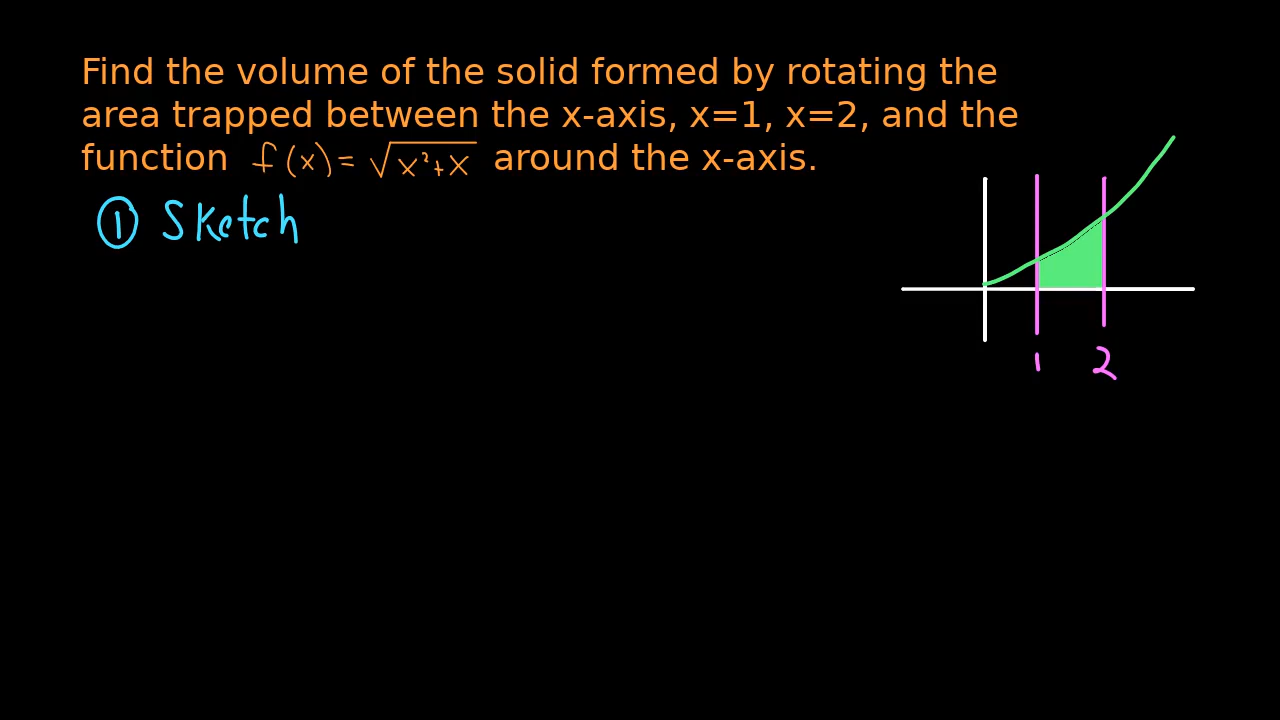 Find the volume of the solid formed by rotating the
area trapped between the x-axis, x=1, x=2, and the
function f(x) = √(x²+x) around the x-axis.
① Sketch
1 2